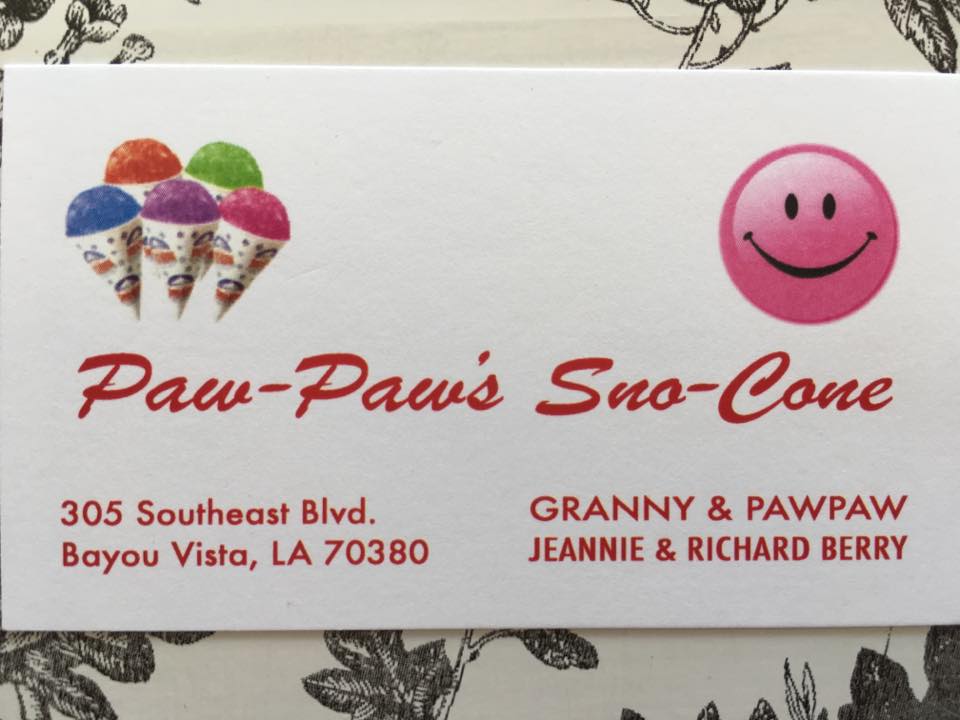 Paw-Paw's Sno-Cone
305 Southeast Blvd.
Bayou Vista, LA 70380
GRANNY & PAWPAW
JEANNIE & RICHARD BERRY